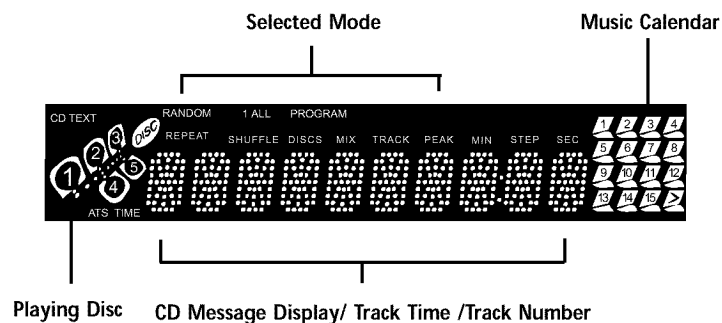 Selected Mode Music Calendar
CD TEXT RANDOM 1 ALL PROGRAM
1 2 3 4
DISC REPEAT SHUFFLE DISCS MIX TRACK PEAK MIN STEP SEC
1 2 3 4 5
5 6 7 8
9 10 11 12
13 14 15 >
ATS TIME
Playing Disc CD Message Display/ Track Time /Track Number